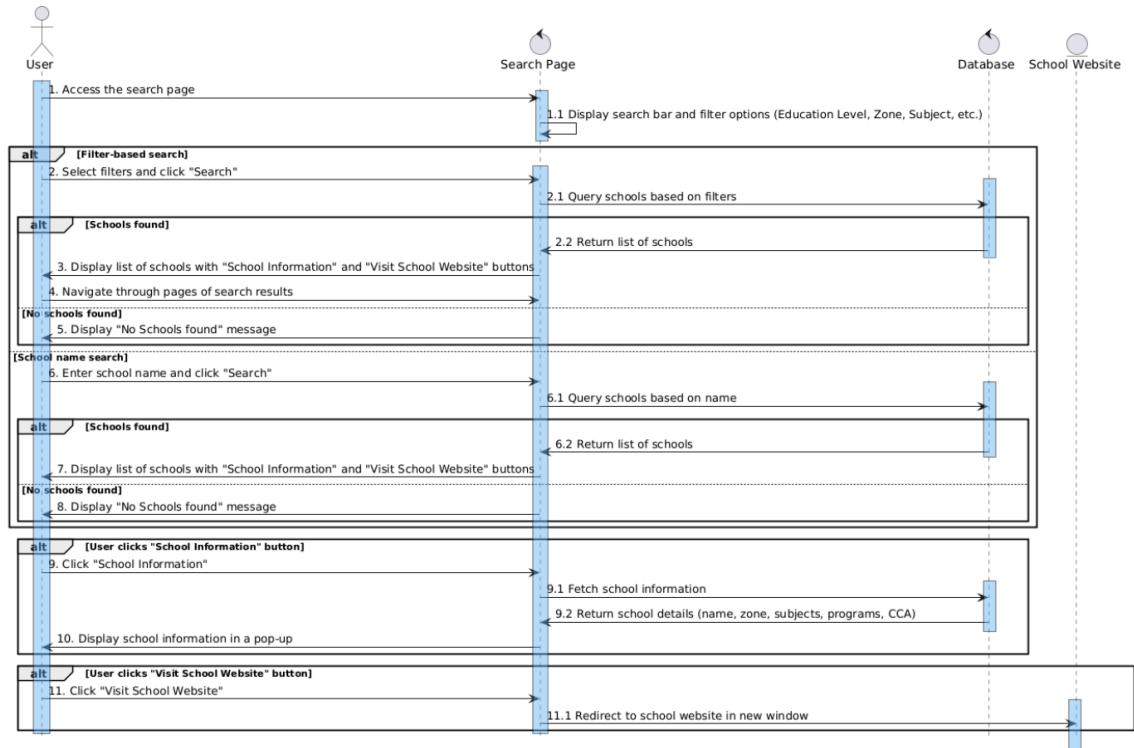 User
Search Page
Database
School Website
1. Access the search page
1.1 Display search bar and filter options (Education Level, Zone, Subject, etc.)
alt [Filter-based search]
2. Select filters and click "Search"
2.1 Query schools based on filters
alt [Schools found]
2.2 Return list of schools
3. Display list of schools with "School Information" and "Visit School Website" buttons
4. Navigate through pages of search results
[No schools found]
5. Display "No Schools found" message
[School name search]
6. Enter school name and click "Search"
6.1 Query schools based on name
alt [Schools found]
6.2 Return list of schools
7. Display list of schools with "School Information" and "Visit School Website" buttons
[No schools found]
8. Display "No Schools found" message
alt [User clicks "School Information" button]
9. Click "School Information"
9.1 Fetch school information
9.2 Return school details (name, zone, subjects, programs, CCA)
10. Display school information in a pop-up
alt [User clicks "Visit School Website" button]
11. Click "Visit School Website"
11.1 Redirect to school website in new window